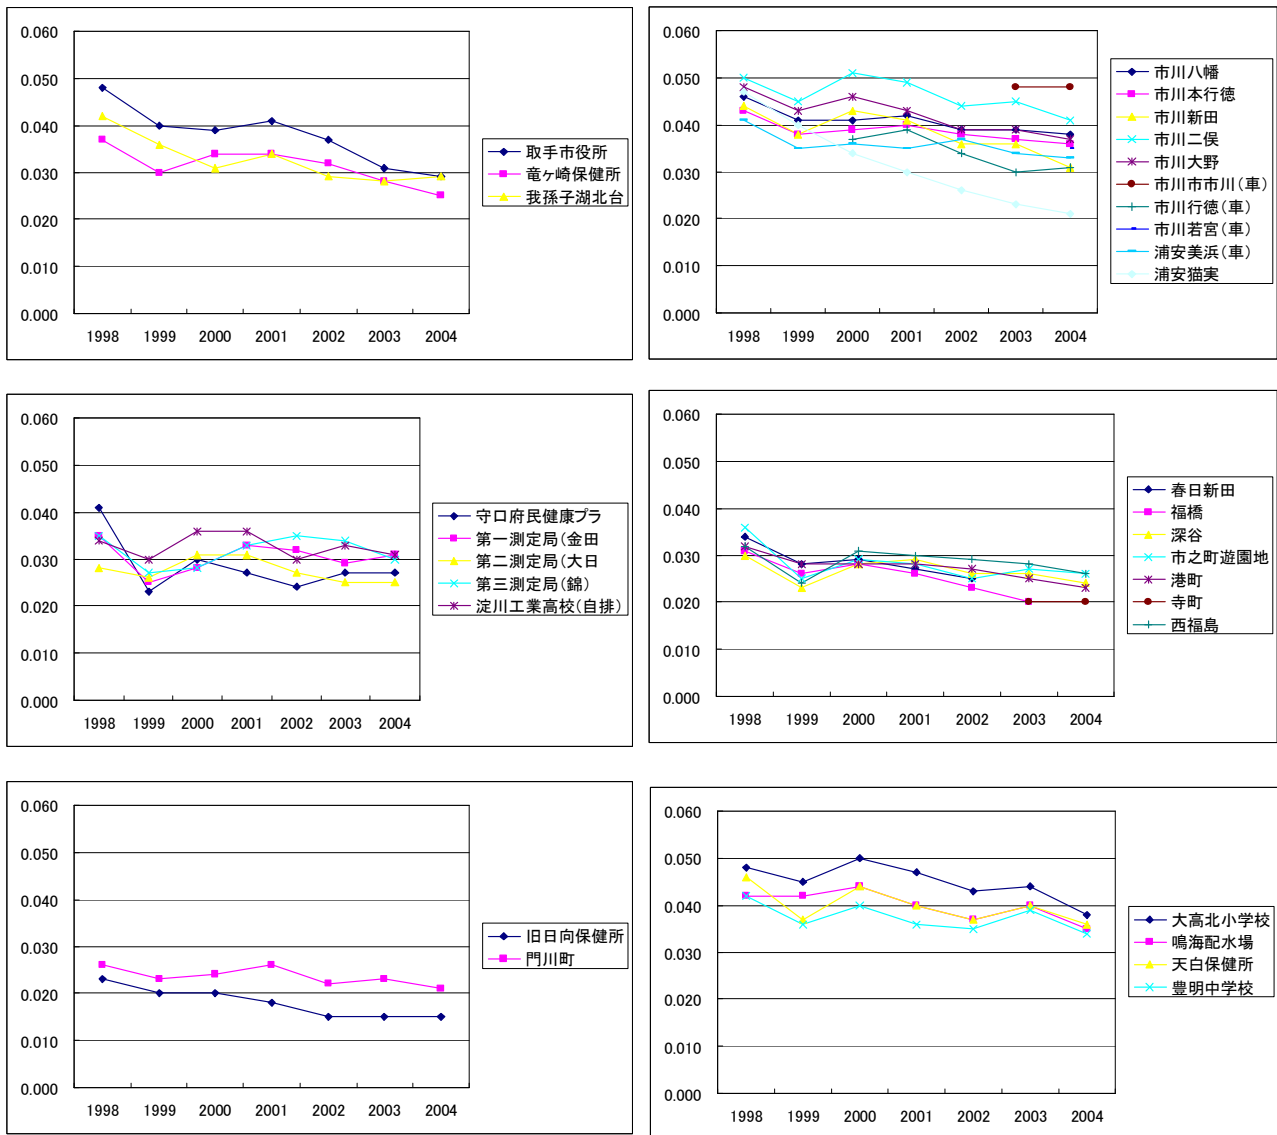 0.060
0.050
0.040
0.030
0.020
0.010
0.000
1998 1999 2000 2001 2002 2003 2004
取手市役所
竜ヶ崎保健所
我孫子湖北台
0.060
0.050
0.040
0.030
0.020
0.010
0.000
1998 1999 2000 2001 2002 2003 2004
市川八幡
市川本行徳
市川新田
市川二俣
市川大野
市川市市川(車)
市川行徳(車)
市川若宮(車)
浦安美浜(車)
浦安猫実
0.060
0.050
0.040
0.030
0.020
0.010
0.000
1998 1999 2000 2001 2002 2003 2004
守口府民健康プラ
第一測定局(金田
第二測定局(大日
第三測定局(錦)
淀川工業高校(自排)
0.060
0.050
0.040
0.030
0.020
0.010
0.000
1998 1999 2000 2001 2002 2003 2004
春日新田
福橋
深谷
市之町遊園地
港町
寺町
西福島
0.060
0.050
0.040
0.030
0.020
0.010
0.000
1998 1999 2000 2001 2002 2003 2004
旧日向保健所
門川町
0.060
0.050
0.040
0.030
0.020
0.010
0.000
1998 1999 2000 2001 2002 2003 2004
大高北小学校
鳴海配水場
天白保健所
豊明中学校